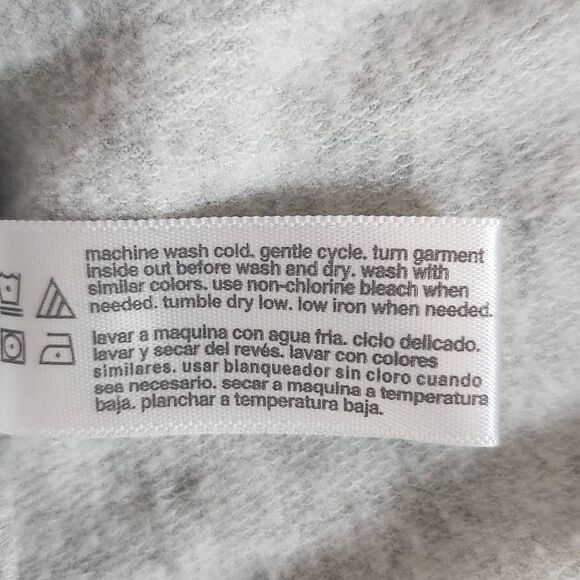 machine wash cold. gentle cycle. turn garment
inside out before wash and dry. wash with
similar colors. use non-chlorine bleach when
needed. tumble dry low. low iron when needed.
lavar a maquina con agua fria. ciclo delicado.
lavar y secar del revés. lavar con colores
similares. usar blanqueador sin cloro cuando
sea necesario. secar a maquina a temperatura
baja. planchar a temperatura baja.